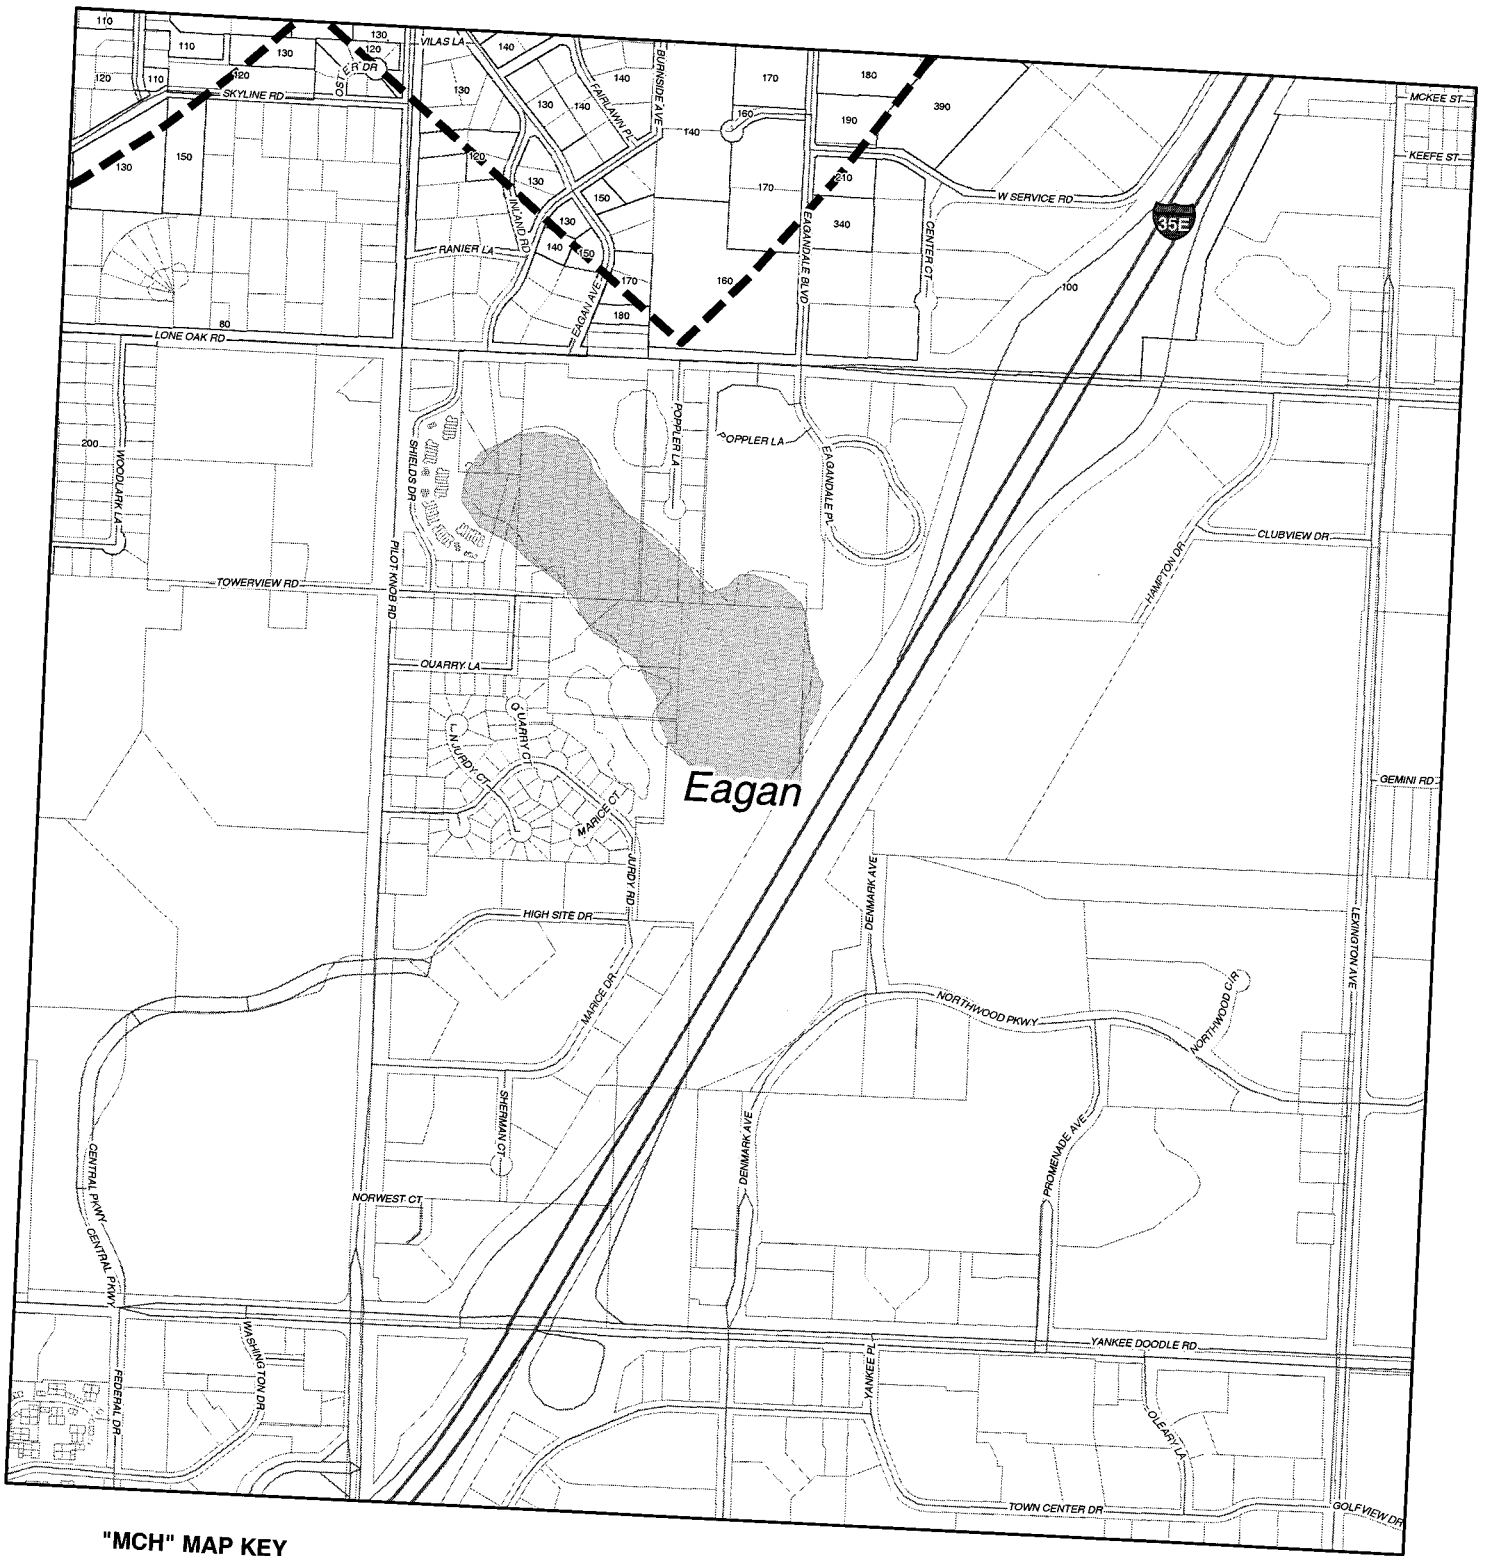 110
110
130
120
130
VILAS LA
140
BURNSIDE AVE
170
180
390
MCKEE ST
120
110
120
OSTER DR
130
140
130
140
FAIRLAWN PL
160
140
190
SKYLINE RD
KEEFE ST
130
150
120
130
INLAND RD
150
170
210
W SERVICE RD
35E
130
EAGANDALE BLVD
340
CENTER CT
RANIER LA
140
150
170
160
100
EAGAN AVE
180
80
LONE OAK RD
200
WOODLARK LA
SHIELDS DR
POPPLER LA
POPPLER LA
EAGANDALE PL
CLUBVIEW DR
HAMPTON DR
PILOT KNOB RD
TOWERVIEW RD
QUARRY LA
QUARRY CT
JURDY CT
Eagan
GEMINI RD
MARICE CT
JURDY RD
DENMARK AVE
HIGH SITE DR
LEXINGTON AVE
MARICE DR
NORTHWOOD PKWY
NORTHWOOD CIR
SHERMAN CT
DENMARK AVE
PROMENADE AVE
CENTRAL PKWY
NORWEST CT
CENTRAL PKWY
YANKEE DOODLE RD
WASHINGTON DR
FEDERAL DR
YANKEE PL
OLEARY LA
TOWN CENTER DR
GOLFVIEW DR
"MCH" MAP KEY